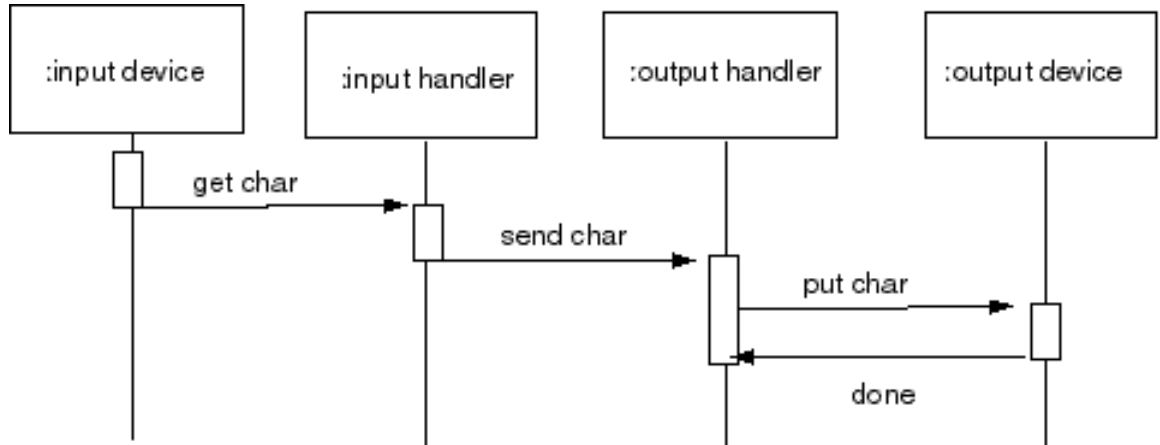 :input device
:input handler
:output handler
:output device
get char
send char
put char
done